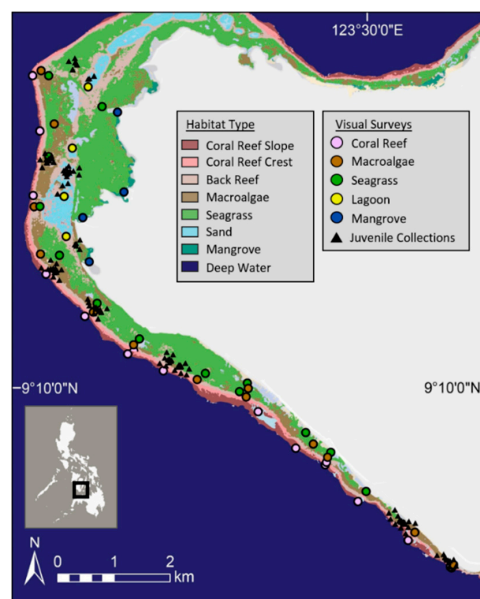 123°30'0"E
Habitat Type
Coral Reef Slope
Coral Reef Crest
Back Reef
Macroalgae
Seagrass
Sand
Mangrove
Deep Water
Visual Surveys
Coral Reef
Macroalgae
Seagrass
Lagoon
Mangrove
Juvenile Collections
9°10'0"N
9°10'0"N
N
0 1 2
km